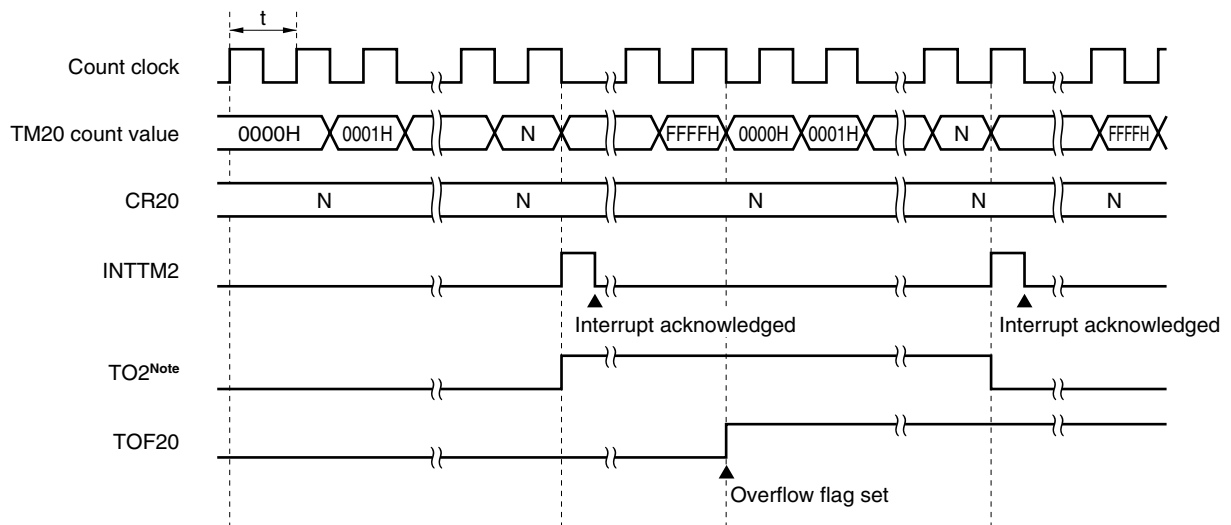 t
Count clock
TM20 count value 0000H 0001H N FFFFH 0000H 0001H N FFFFH
CR20 N N N N N
INTTM2
Interrupt acknowledged Interrupt acknowledged
TO2Note
TOF20
Overflow flag set